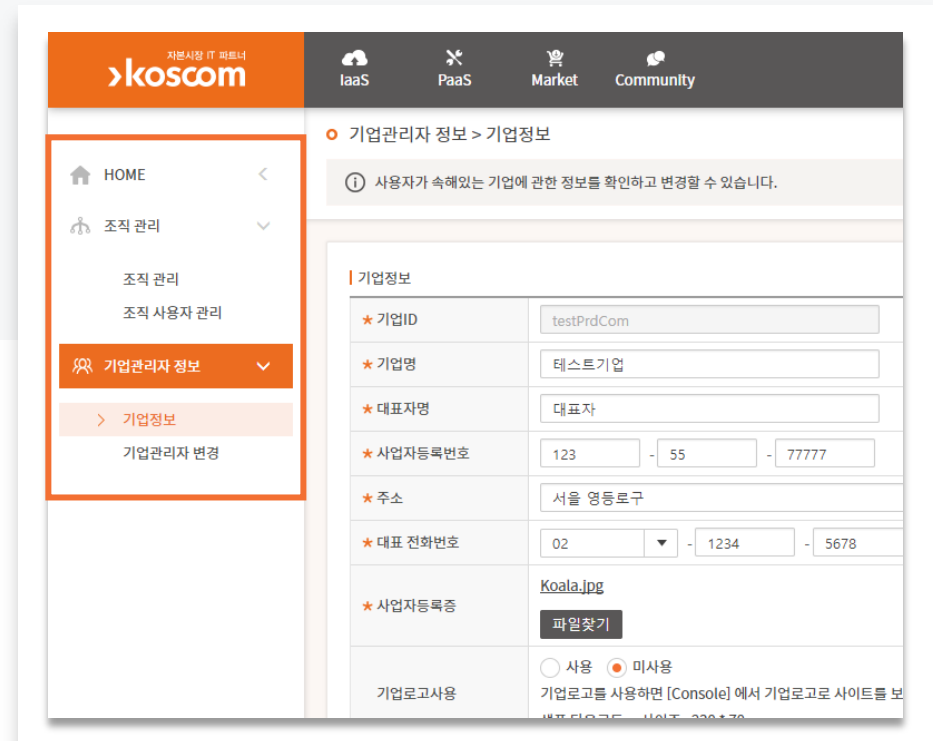 자본시장 IT 파트너
koscom
IaaS
PaaS
Market
Community
HOME
조직 관리
조직 관리
조직 사용자 관리
기업관리자 정보
기업정보
기업관리자 변경
기업관리자 정보 > 기업정보
사용자가 속해있는 기업에 관한 정보를 확인하고 변경할 수 있습니다.
기업정보
★ 기업ID testPrdCom
★ 기업명 테스트기업
★ 대표자명 대표자
★ 사업자등록번호 123 - 55 - 77777
★ 주소 서울 영등로구
★ 대표 전화번호 02 - 1234 - 5678
★ 사업자등록증 Koala.jpg
파일찾기
기업로고사용 사용 미사용
기업로고를 사용하면 [Console] 에서 기업로고로 사이트를 보